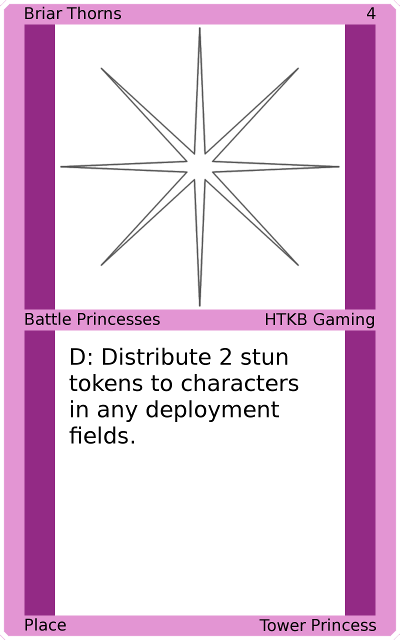 Briar Thorns 4
Battle Princesses HTKB Gaming
D: Distribute 2 stun
tokens to characters
in any deployment
fields.
Place Tower Princess